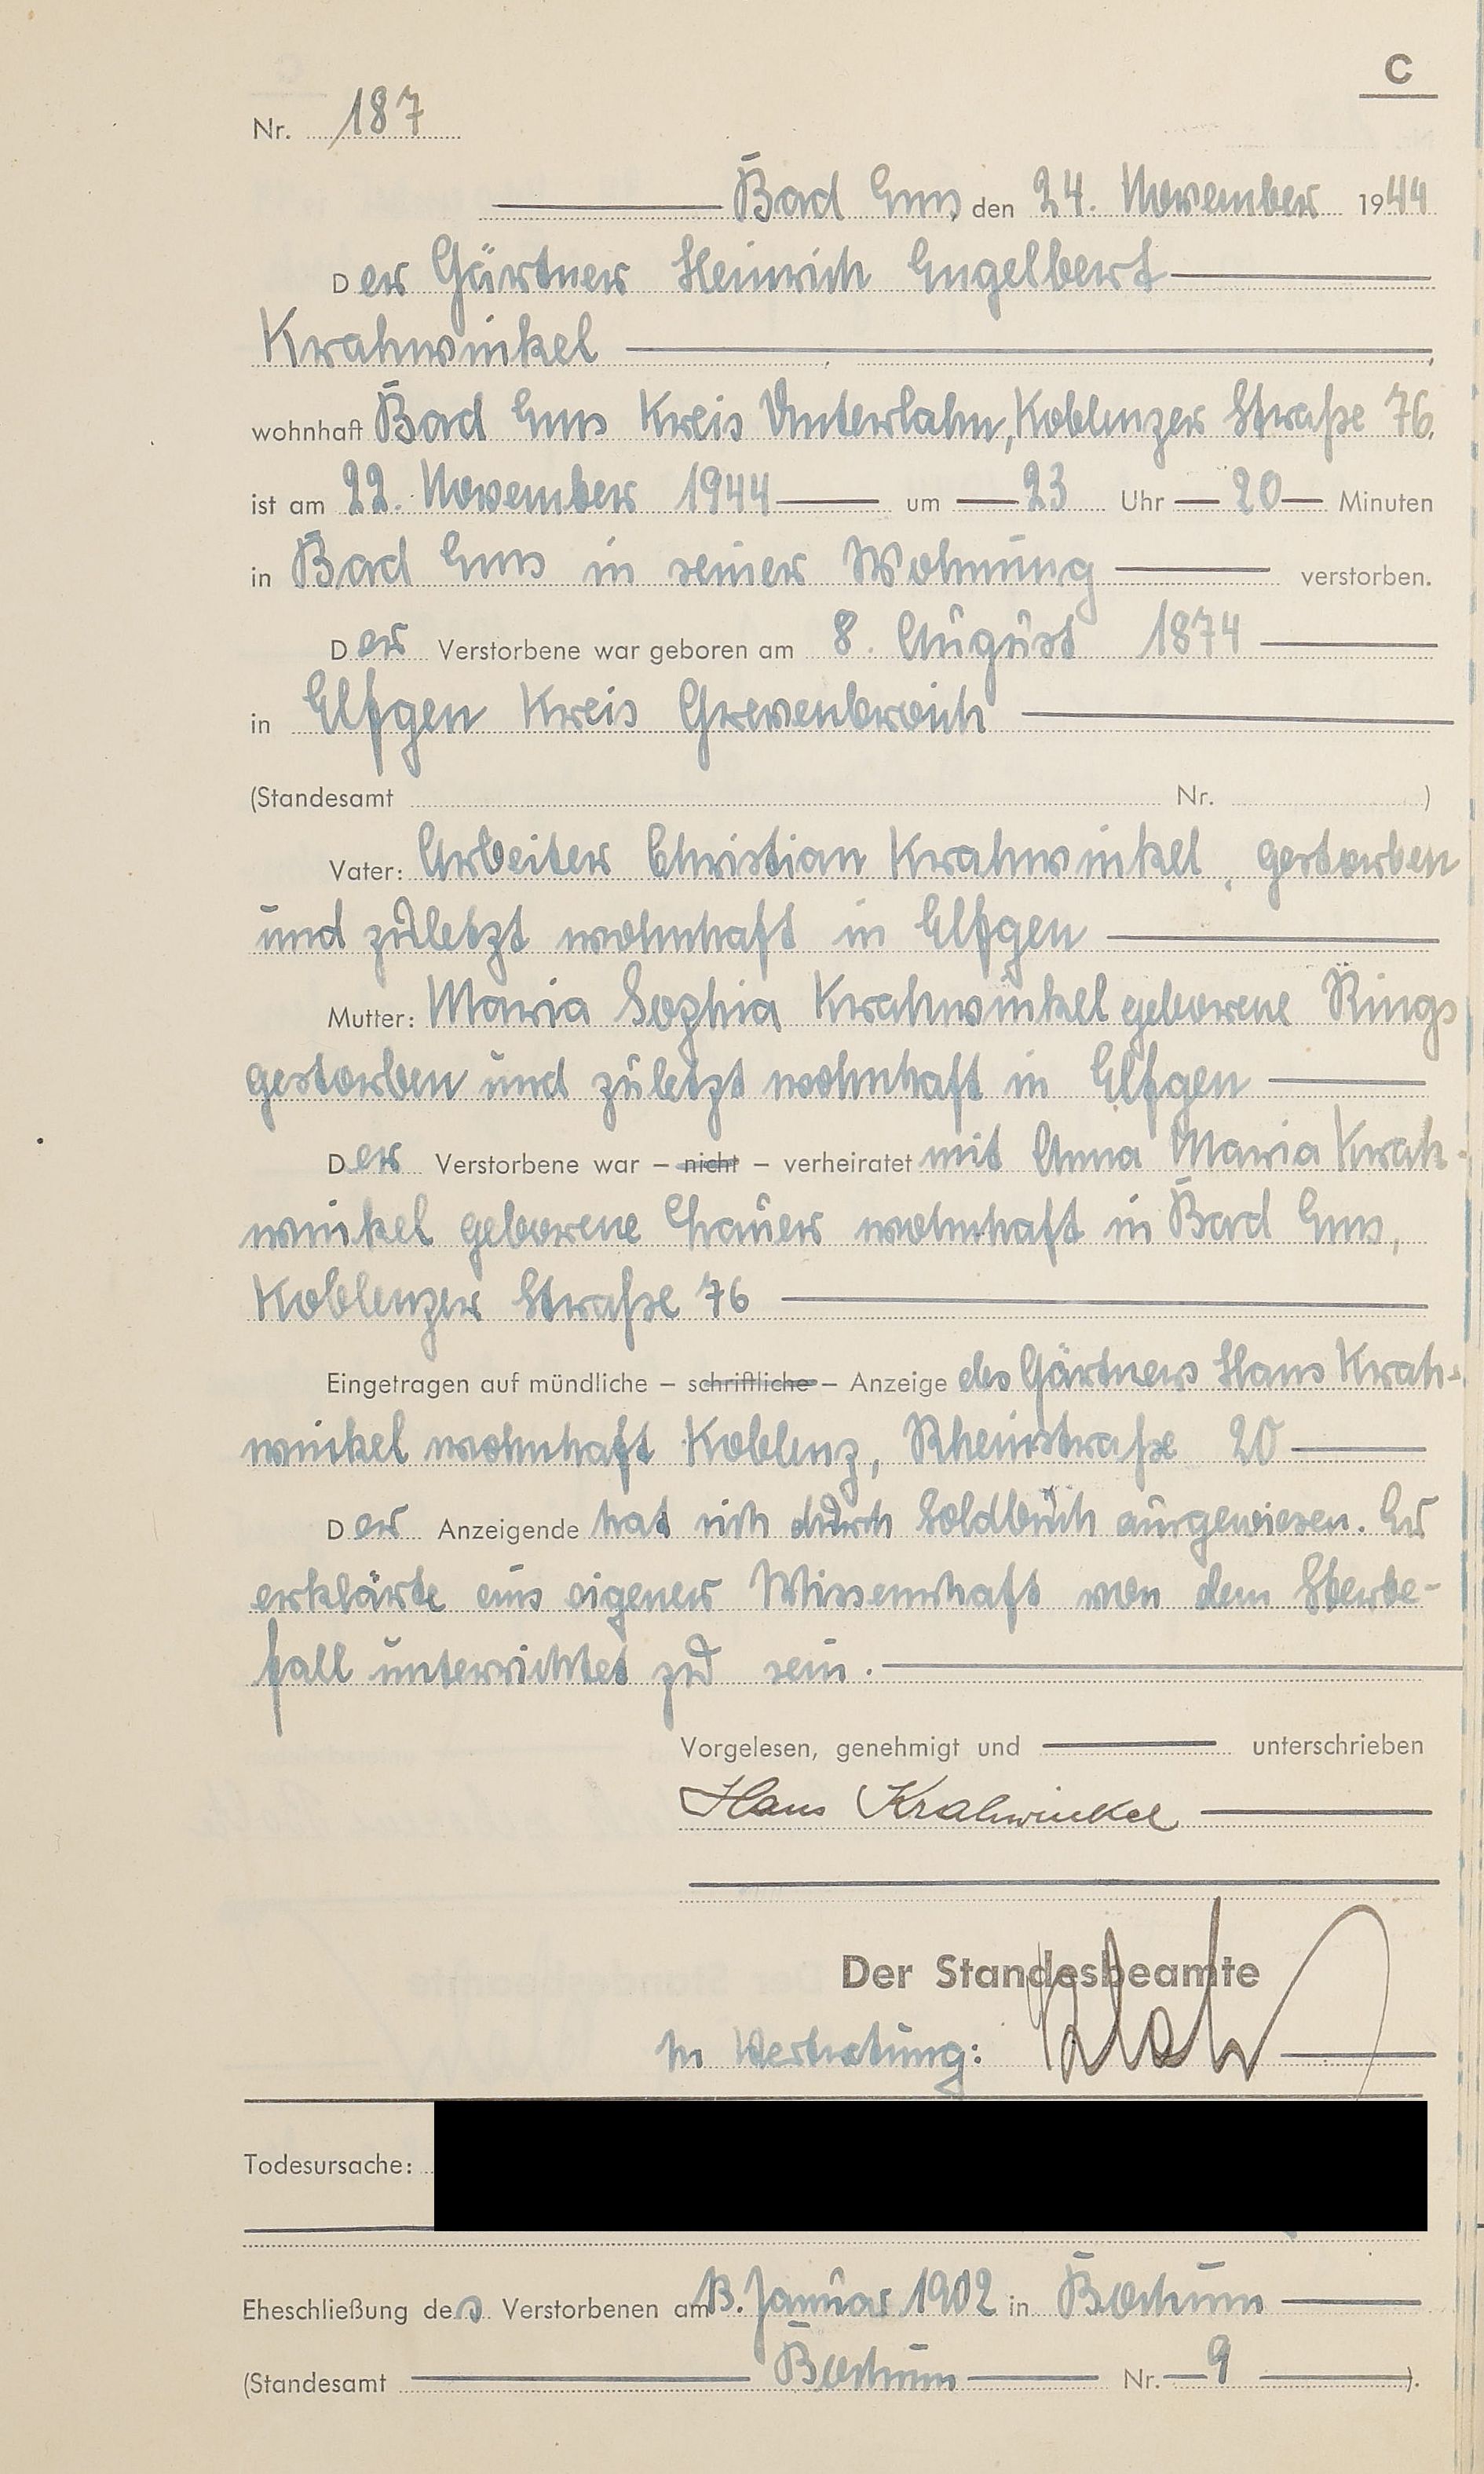 C
Nr. 187
Bad Ems, den 24. November 1944
Der Gärtner Heinrich Engelbert
Krahwinkel,
wohnhaft Bad Ems Kreis Unterlahn, Koblenzer Straße 76,
ist am 22. November 1944 um 23 Uhr 20 Minuten
in Bad Ems in seiner Wohnung verstorben.
Der Verstorbene war geboren am 8. August 1874
in Elfgen Kreis Grevenbroich
(Standesamt Nr. )
Vater: Arbeiter Christian Krahwinkel, gestorben
und zuletzt wohnhaft in Elfgen
Mutter: Maria Sophia Krahwinkel geborene Rings
gestorben und zuletzt wohnhaft in Elfgen
Der Verstorbene war – nicht – verheiratet mit Anna Maria Krah-
winkel geborene wohnhaft in Bad Ems,
Koblenzer Straße 76
Eingetragen auf mündliche – schriftliche – Anzeige des Gärtners Hans Krah-
winkel wohnhaft Koblenz, Rheinstraße 20
Der Anzeigende hat sich durch Soldbuch ausgewiesen. Er
erklärte aus eigener Wissenschaft von dem Sterbe-
fall unterrichtet zu sein.
Vorgelesen, genehmigt und unterschrieben
Hans Krahwinkel
Der Standesbeamte
In Vertretung:
Todesursache:
Eheschließung des Verstorbenen am 13. Januar 1902 in Bochum
(Standesamt Bochum Nr. 9 ).